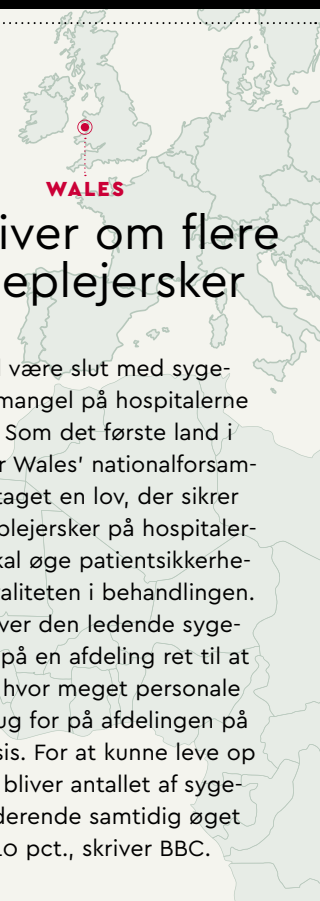 WALES
iver om flere
eplejersker
være slut med syge-
mangel på hospitalerne
Som det første land i
r Wales’ nationalforsam-
taget en lov, der sikrer
plejersker på hospitaler-
kal øge patientsikkerhe-
aliteten i behandlingen.
ver den ledende syge-
på en afdeling ret til at
hvor meget personale
ug for på afdelingen på
sis. For at kunne leve op
bliver antallet af syge-
derende samtidig øget
10 pct., skriver BBC.